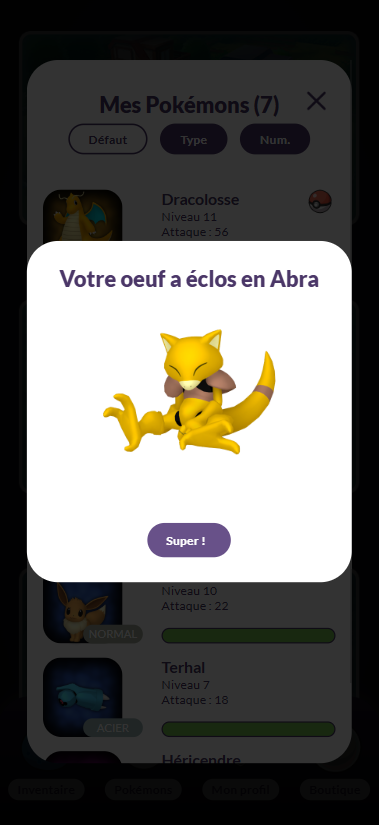 Mes Pokémons (7)
Défaut
Type
Num.
Dracolosse
Niveau 11
Attaque : 56
Votre oeuf a éclos en Abra
Super !
Niveau 10
Attaque : 22
NORMAL
Terhal
Niveau 7
Attaque : 18
ACIER
Héricendre
Inventaire
Pokémons
Mon profil
Boutique